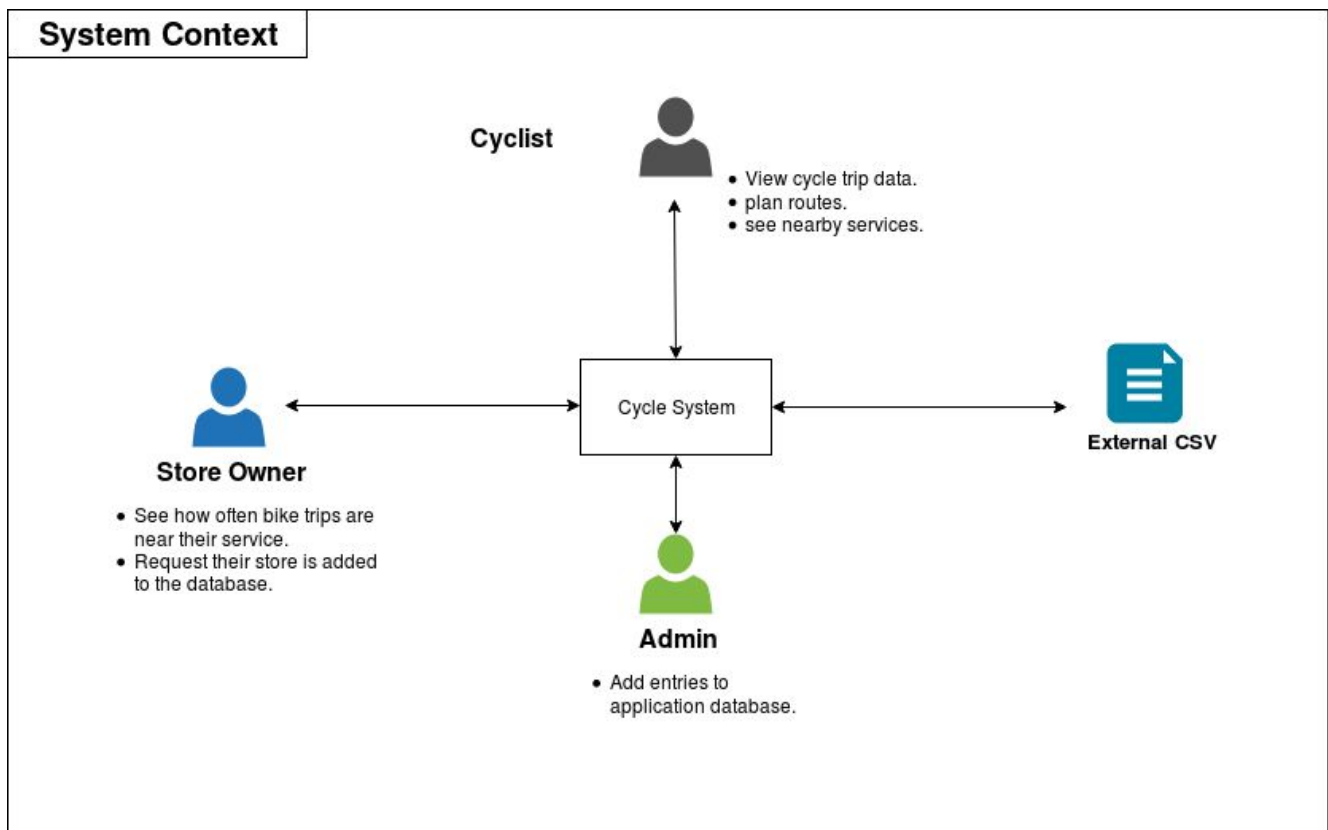 System Context
Cyclist
• View cycle trip data.
• plan routes.
• see nearby services.
Cycle System
External CSV
Store Owner
• See how often bike trips are
near their service.
• Request their store is added
to the database.
Admin
• Add entries to
application database.